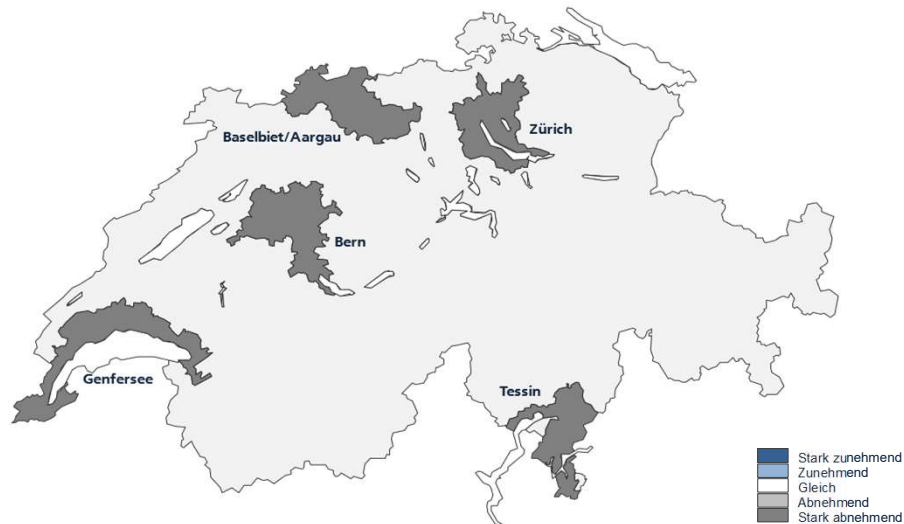 Baselbiet/Aargau
Zürich
Bern
Genfersee
Tessin
Stark zunehmend
Zunehmend
Gleich
Abnehmend
Stark abnehmend